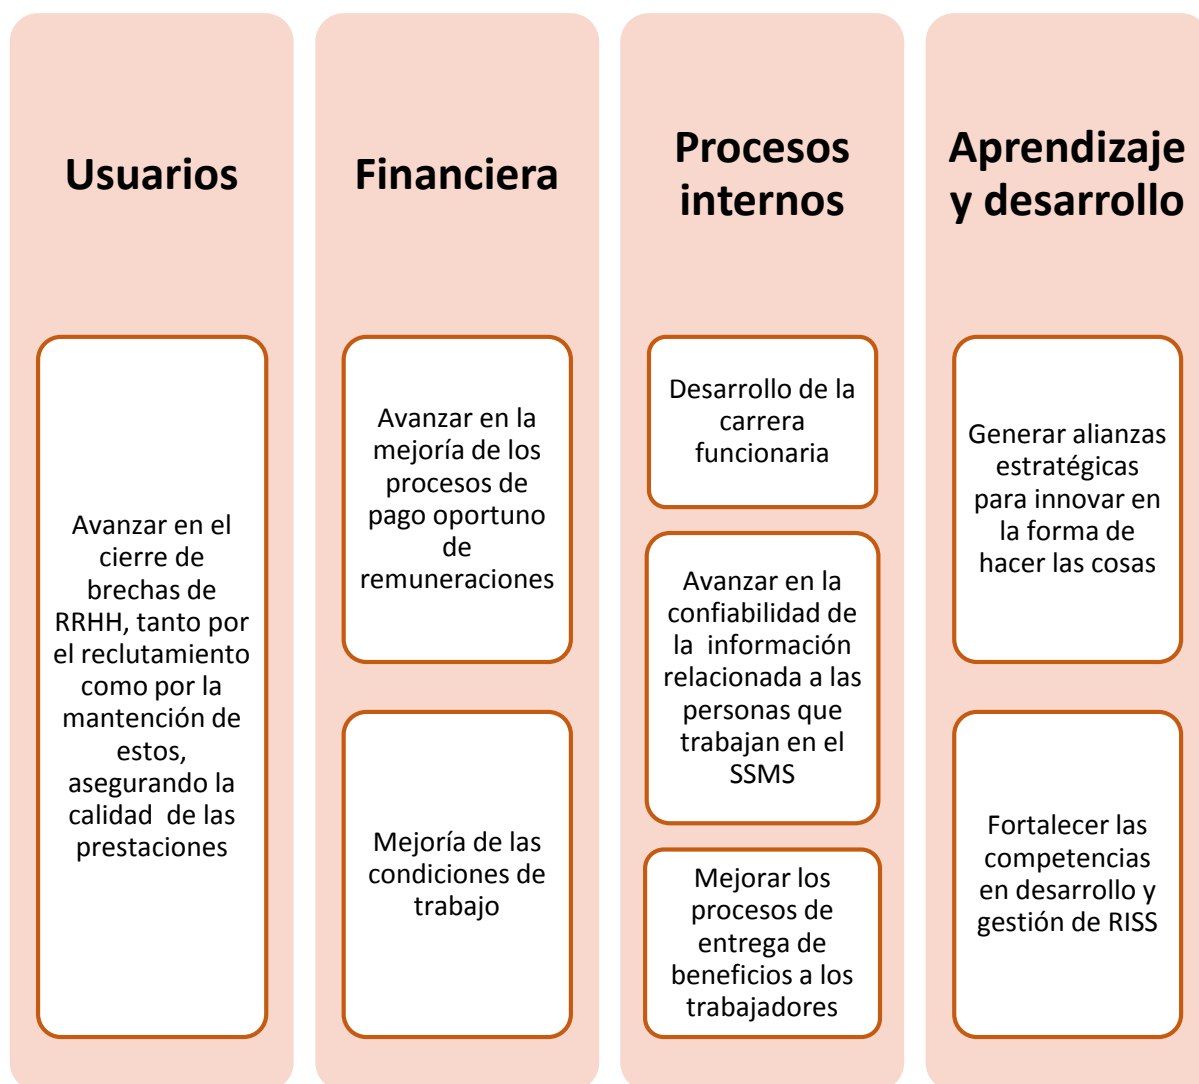 Usuarios
Avanzar en el
cierre de
brechas de
RRHH, tanto por
el reclutamiento
como por la
mantención de
estos,
asegurando la
calidad de las
prestaciones
Financiera
Avanzar en la
mejoría de los
procesos de
pago oportuno
de
remuneraciones
Mejoría de las
condiciones de
trabajo
Procesos
internos
Desarrollo de la
carrera
funcionaria
Avanzar en la
confiabilidad de
la información
relacionada a las
personas que
trabajan en el
SSMS
Mejorar los
procesos de
entrega de
beneficios a los
trabajadores
Aprendizaje
y desarrollo
Generar alianzas
estratégicas
para innovar en
la forma de
hacer las cosas
Fortalecer las
competencias
en desarrollo y
gestión de RISS